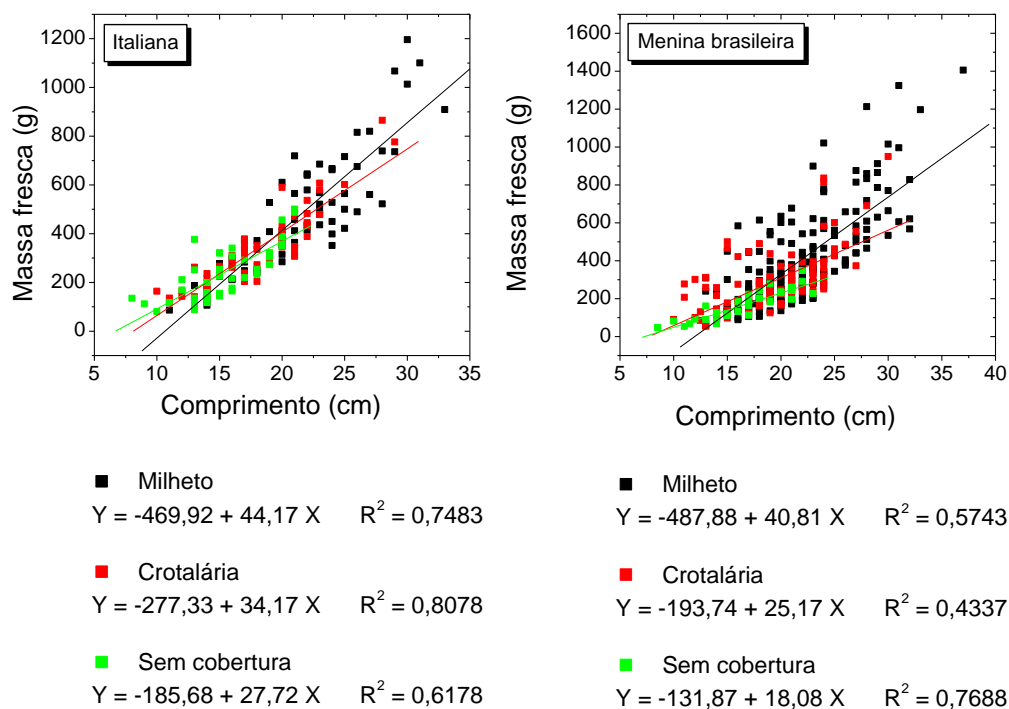 Italiana
Massa fresca (g)
1200
1000
800
600
400
200
0
5 10 15 20 25 30 35
Comprimento (cm)
Milheto
Y = -469,92 + 44,17 X R² = 0,7483
Crotalária
Y = -277,33 + 34,17 X R² = 0,8078
Sem cobertura
Y = -185,68 + 27,72 X R² = 0,6178
Menina brasileira
Massa fresca (g)
1600
1400
1200
1000
800
600
400
200
0
5 10 15 20 25 30 35 40
Comprimento (cm)
Milheto
Y = -487,88 + 40,81 X R² = 0,5743
Crotalária
Y = -193,74 + 25,17 X R² = 0,4337
Sem cobertura
Y = -131,87 + 18,08 X R² = 0,7688